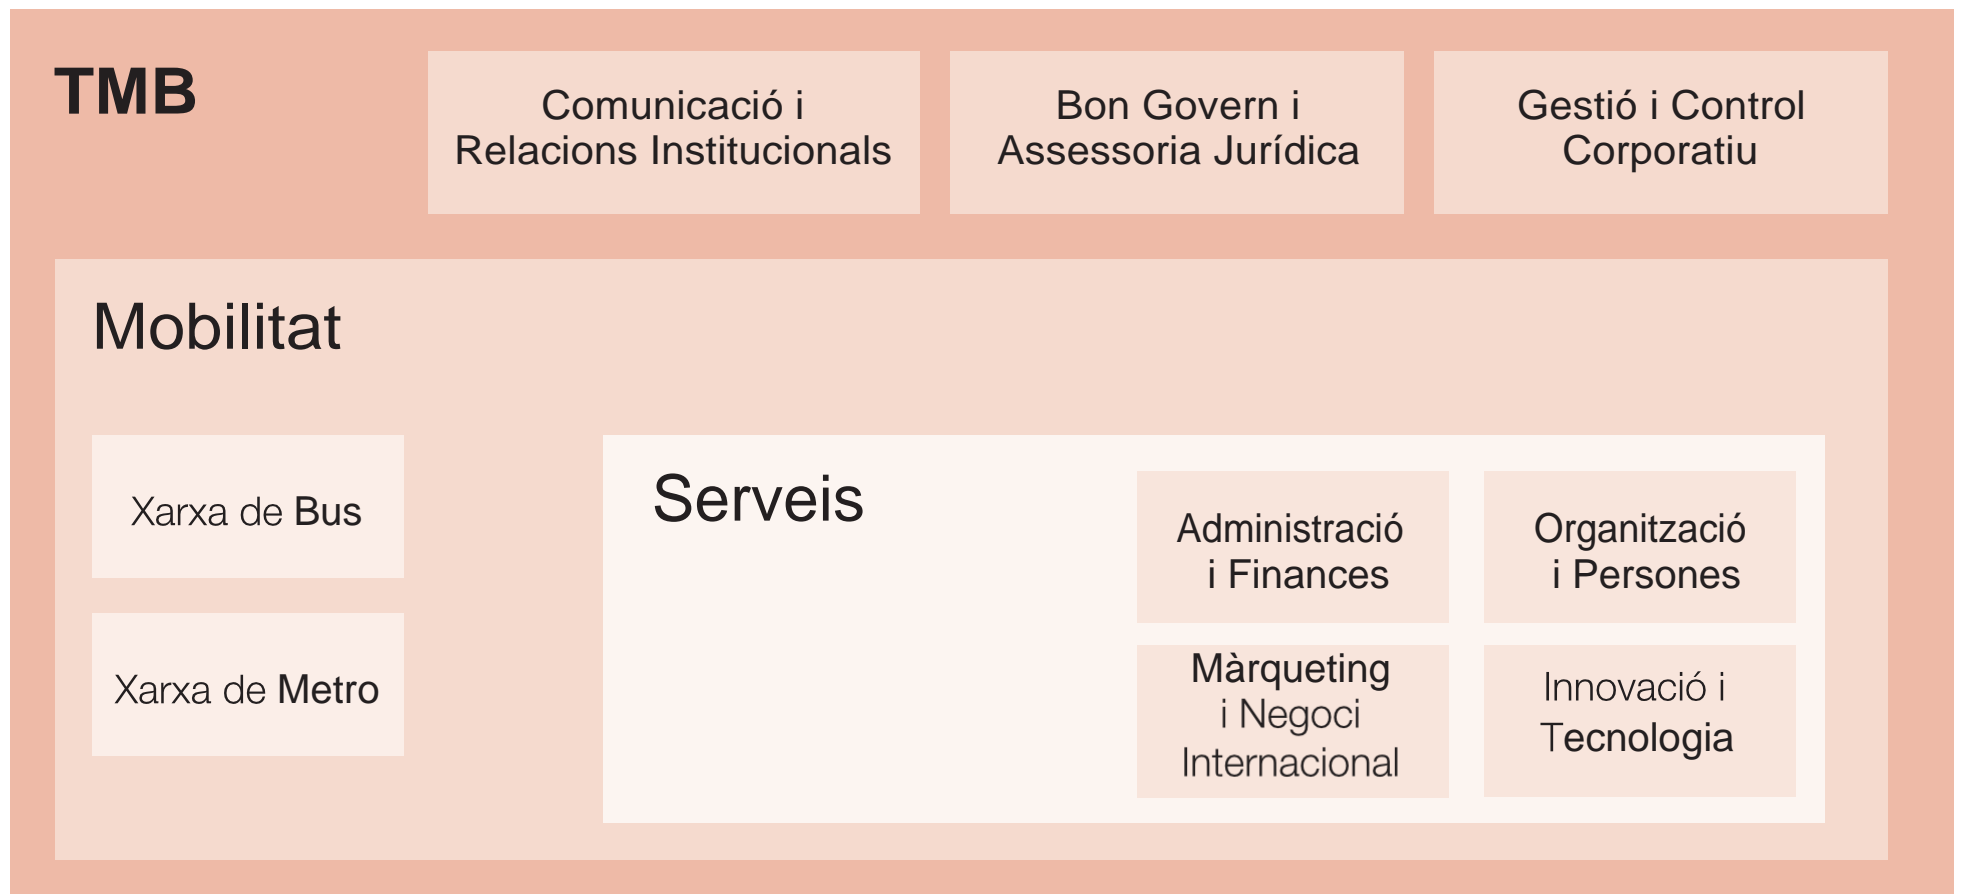 TMB
Comunicació i
Relacions Institucionals
Bon Govern i
Assessoria Jurídica
Gestió i Control
Corporatiu
Mobilitat
Xarxa de Bus
Xarxa de Metro
Serveis
Administració
i Finances
Organització
i Persones
Màrqueting
i Negoci
Internacional
Innovació i
Tecnologia